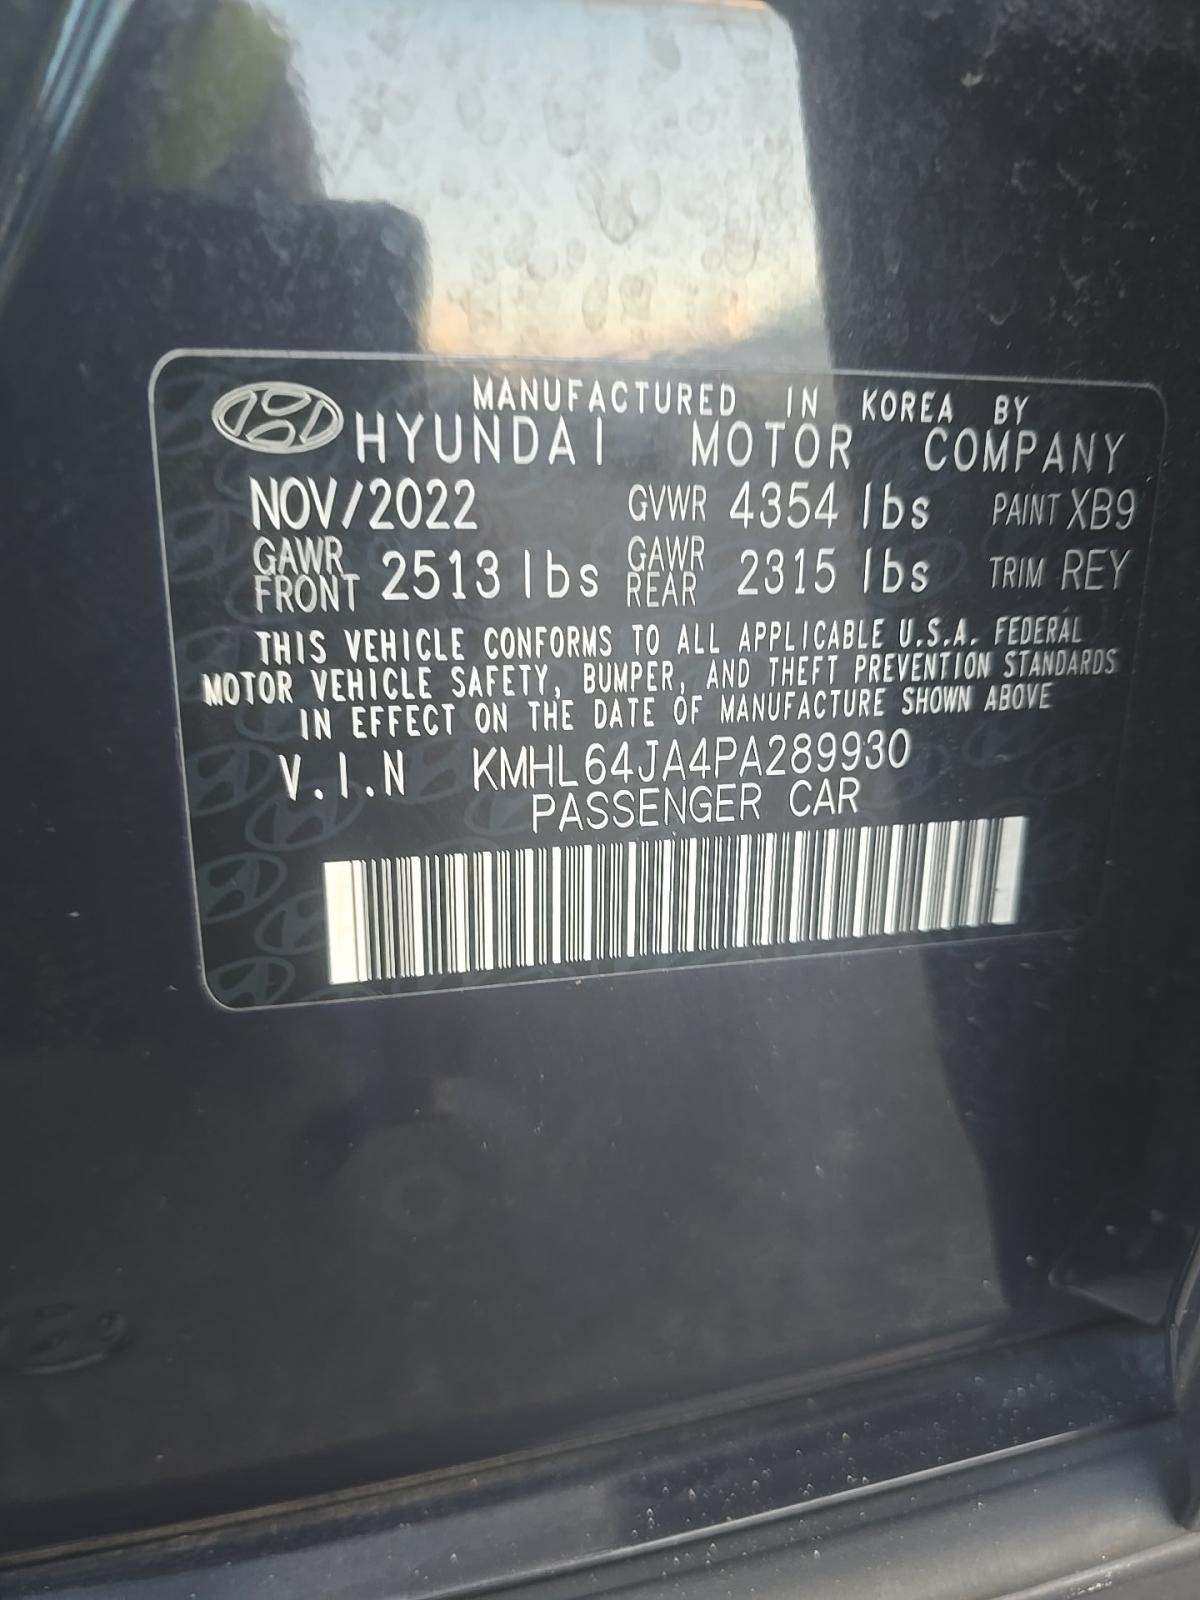 MANUFACTURED IN KOREA BY
HYUNDAI MOTOR COMPANY
NOV/2022 GVWR 4354 lbs PAINT XB9
GAWR FRONT 2513 lbs GAWR REAR 2315 lbs TRIM REY
THIS VEHICLE CONFORMS TO ALL APPLICABLE U.S.A. FEDERAL
MOTOR VEHICLE SAFETY, BUMPER, AND THEFT PREVENTION STANDARDS
IN EFFECT ON THE DATE OF MANUFACTURE SHOWN ABOVE
V.I.N KMHL64JA4PA289930
PASSENGER CAR